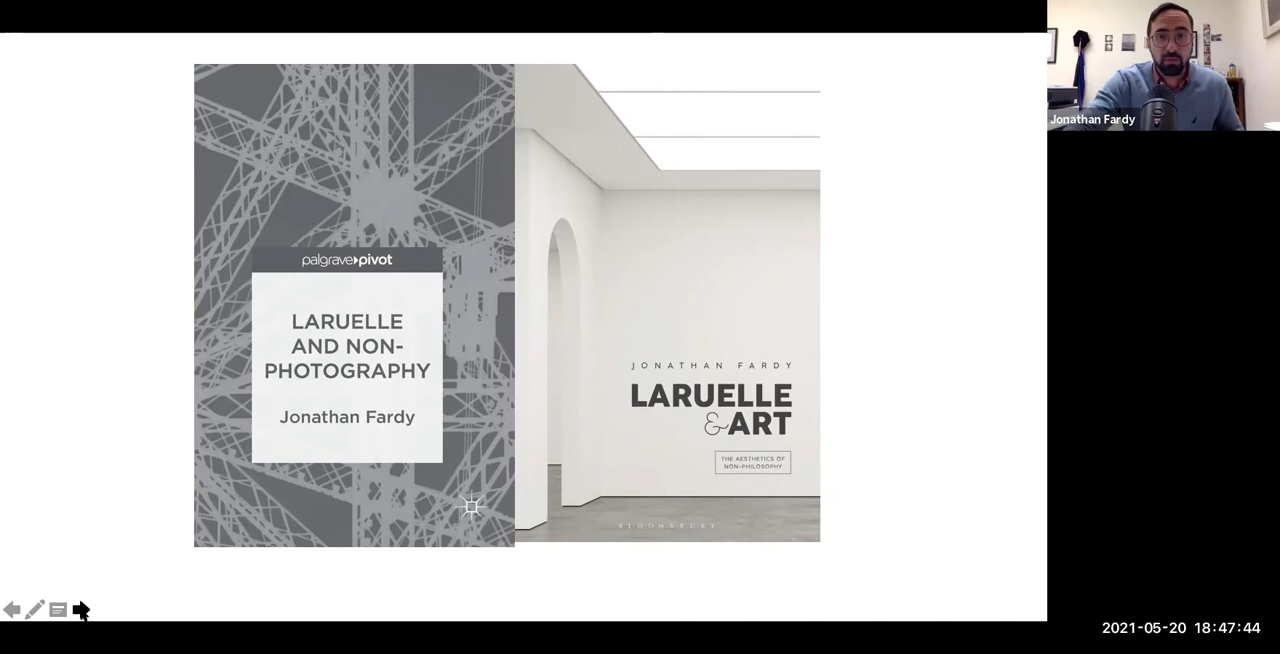 palgrave▸pivot
LARUELLE
AND NON-
PHOTOGRAPHY
Jonathan Fardy
JONATHAN FARDY
LARUELLE
&ART
THE AESTHETICS OF
NON-PHILOSOPHY
BLOOMSBURY
Jonathan Fardy
2021-05-20 18:47:44